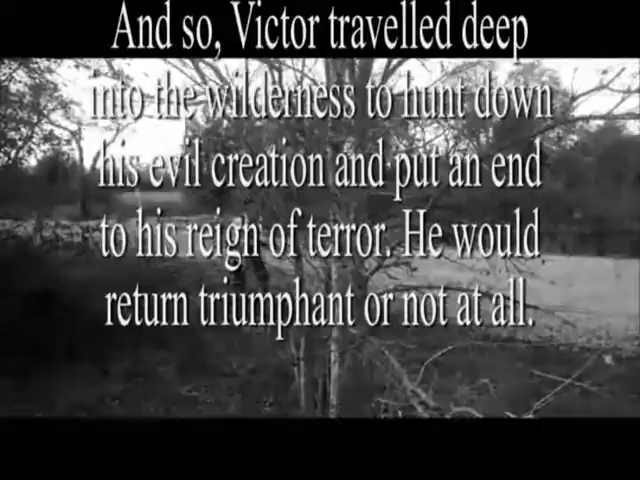 And so, Victor travelled deep
into the wilderness to hunt down
his evil creation and put an end
to his reign of terror. He would
return triumphant or not at all.